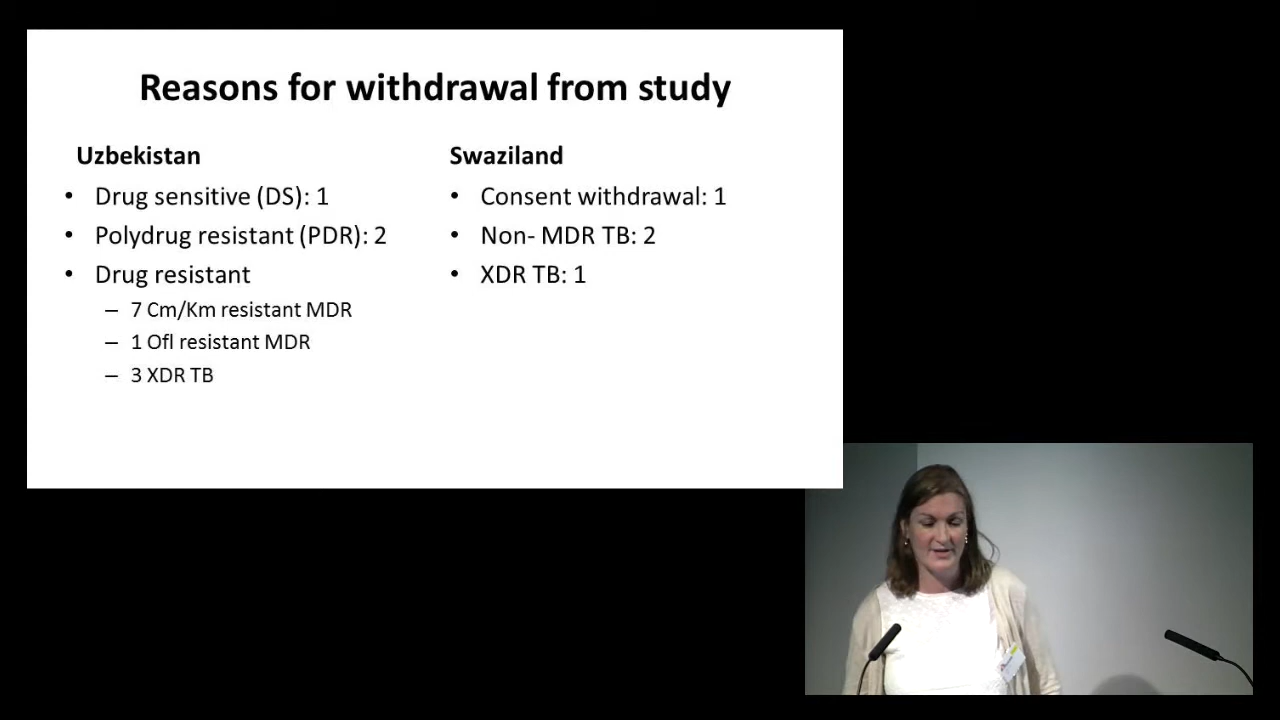 Reasons for withdrawal from study
Uzbekistan
• Drug sensitive (DS): 1
• Polydrug resistant (PDR): 2
• Drug resistant
– 7 Cm/Km resistant MDR
– 1 Ofl resistant MDR
– 3 XDR TB
Swaziland
• Consent withdrawal: 1
• Non- MDR TB: 2
• XDR TB: 1